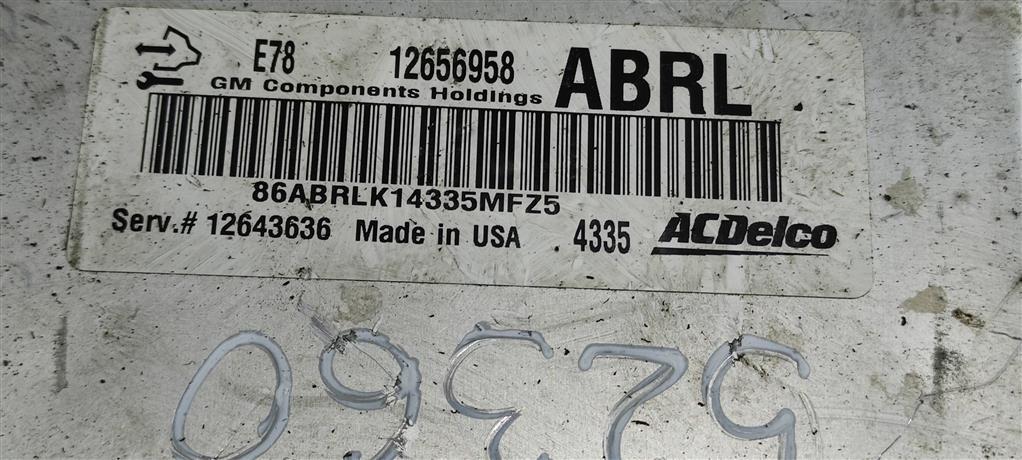 E78 12656958 ABRL
GM Components Holdings
86ABRLK14335MFZ5
Serv.# 12643636 Made in USA 4335 ACDelco